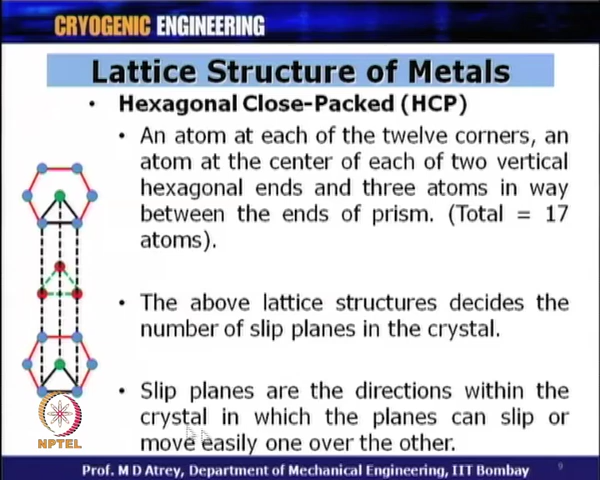 CRYOGENIC ENGINEERING
Lattice Structure of Metals
• Hexagonal Close-Packed (HCP)
• An atom at each of the twelve corners, an
atom at the center of each of two vertical
hexagonal ends and three atoms in way
between the ends of prism. (Total = 17
atoms).
• The above lattice structures decides the
number of slip planes in the crystal.
• Slip planes are the directions within the
crystal in which the planes can slip or
move easily one over the other.
NPTEL
Prof. M D Atrey, Department of Mechanical Engineering, IIT Bombay
9